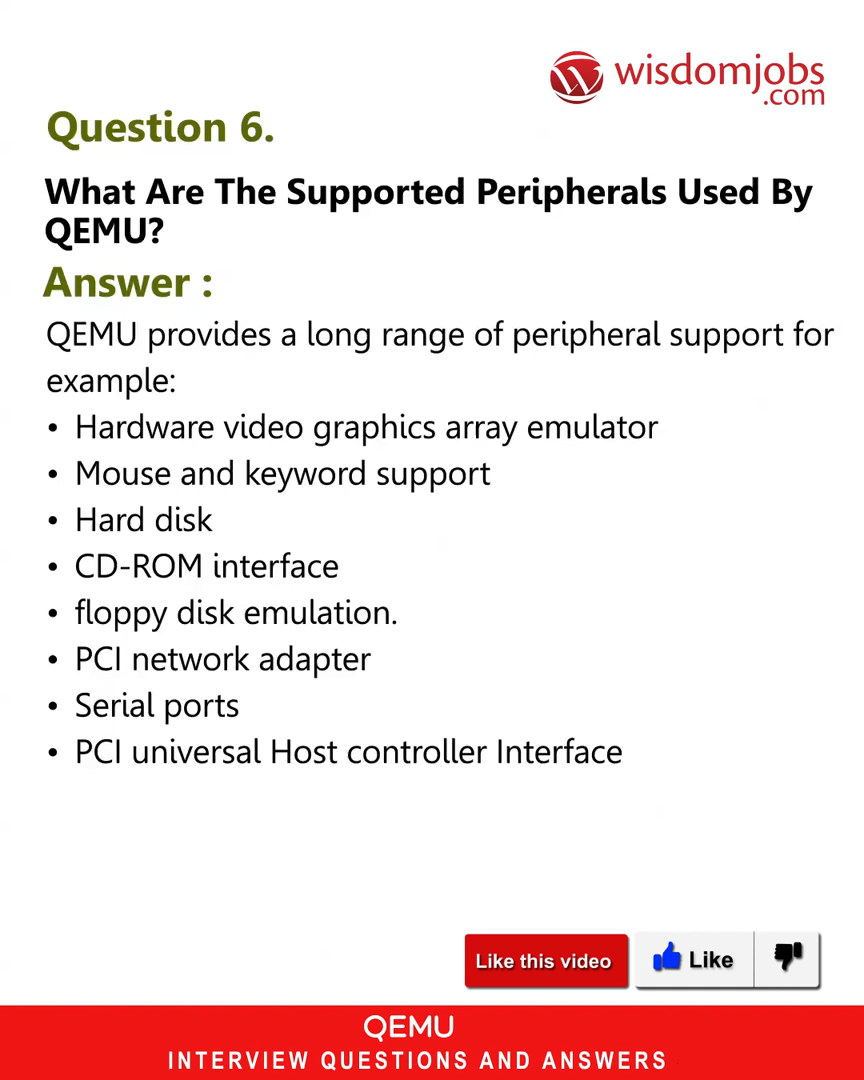 wisdomjobs
.com
Question 6.
What Are The Supported Peripherals Used By
QEMU?
Answer :
QEMU provides a long range of peripheral support for
example:
• Hardware video graphics array emulator
• Mouse and keyword support
• Hard disk
• CD-ROM interface
• floppy disk emulation.
• PCI network adapter
• Serial ports
• PCI universal Host controller Interface
Like this video Like
QEMU
INTERVIEW QUESTIONS AND ANSWERS